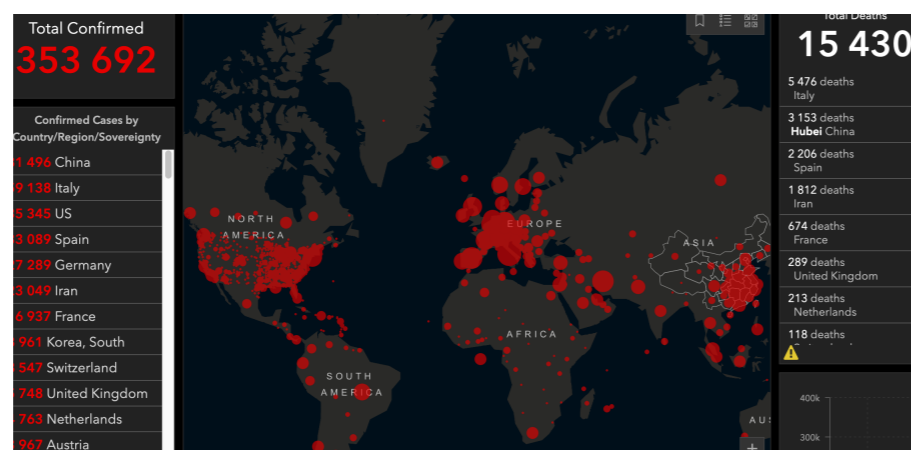 Total Confirmed
353 692
Confirmed Cases by
Country/Region/Sovereignty
1 496 China
9 138 Italy
5 345 US
3 089 Spain
7 289 Germany
3 049 Iran
6 937 France
961 Korea, South
547 Switzerland
748 United Kingdom
763 Netherlands
967 Austria
NORTH
AMERICA
SOUTH
AMERICA
EUROPE
AFRICA
ASIA
AUS
Total Deaths
15 430
5 476 deaths
Italy
3 153 deaths
Hubei China
2 206 deaths
Spain
1 812 deaths
Iran
674 deaths
France
289 deaths
United Kingdom
213 deaths
Netherlands
118 deaths
400k
300k